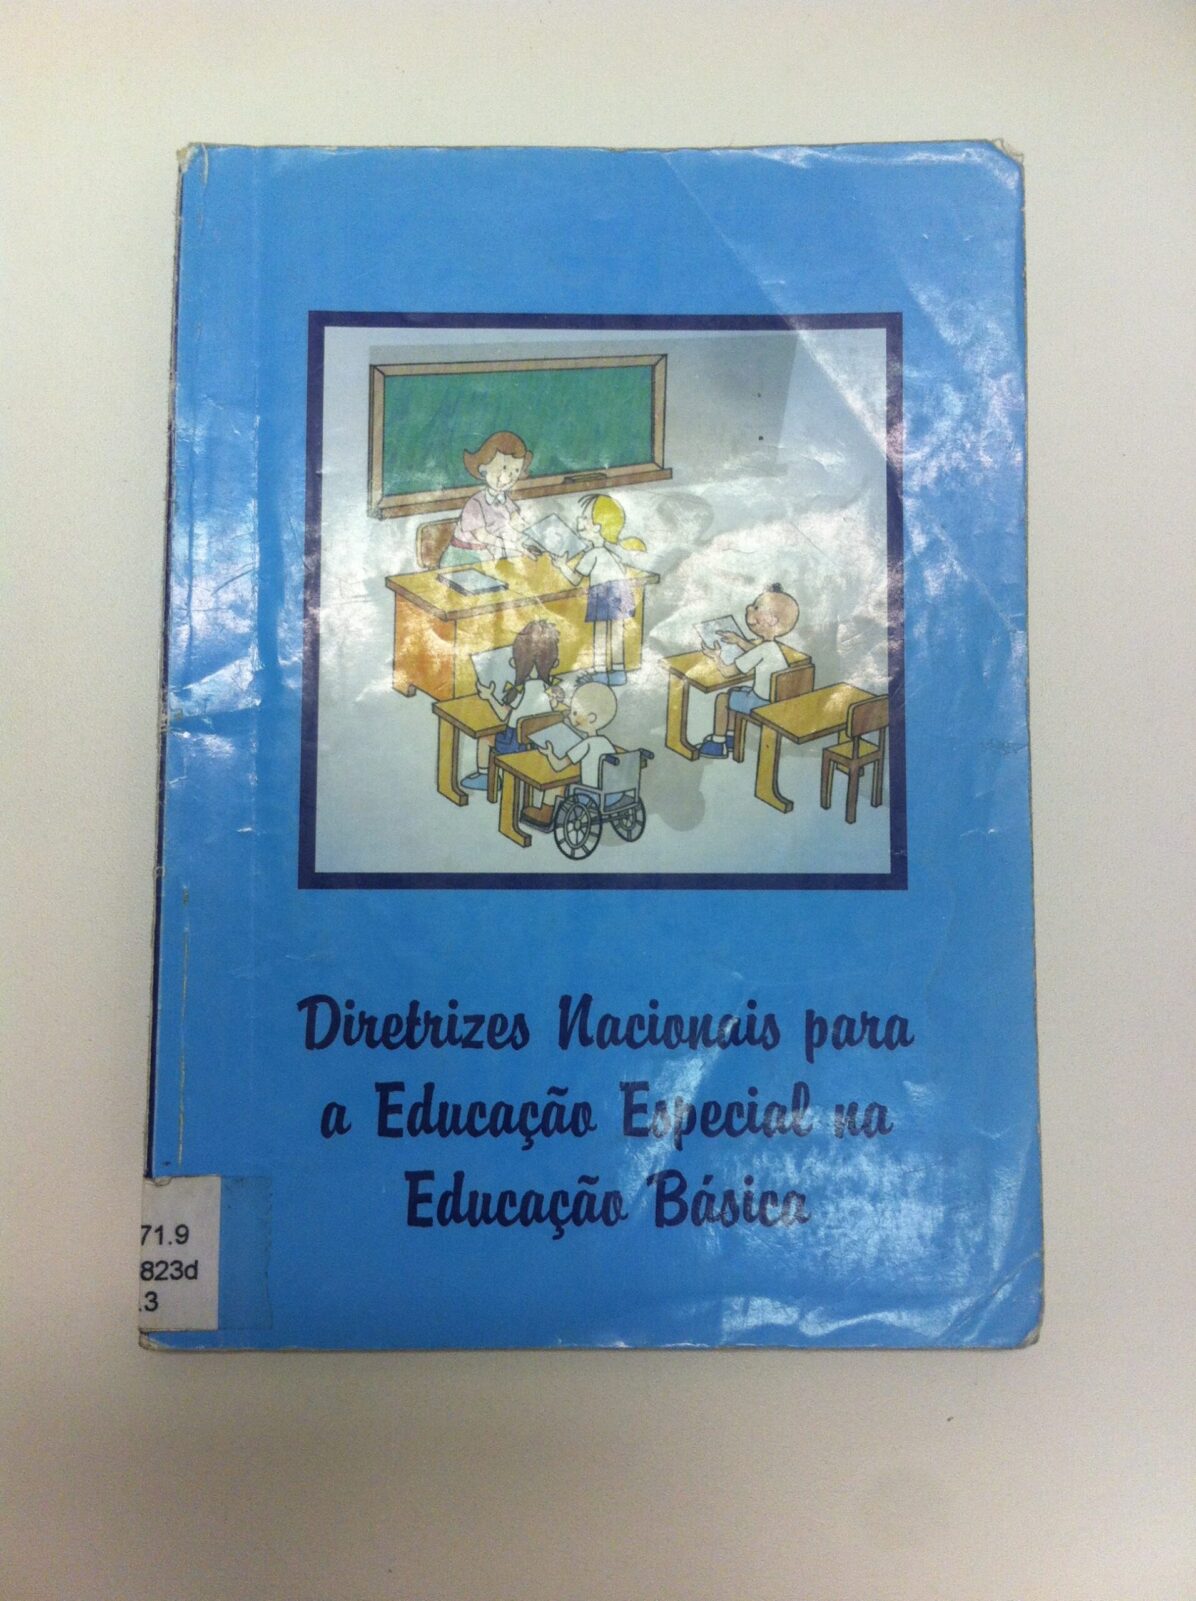 Diretrizes Nacionais para
a Educação Especial na
Educação Básica
71.9
823d
.3